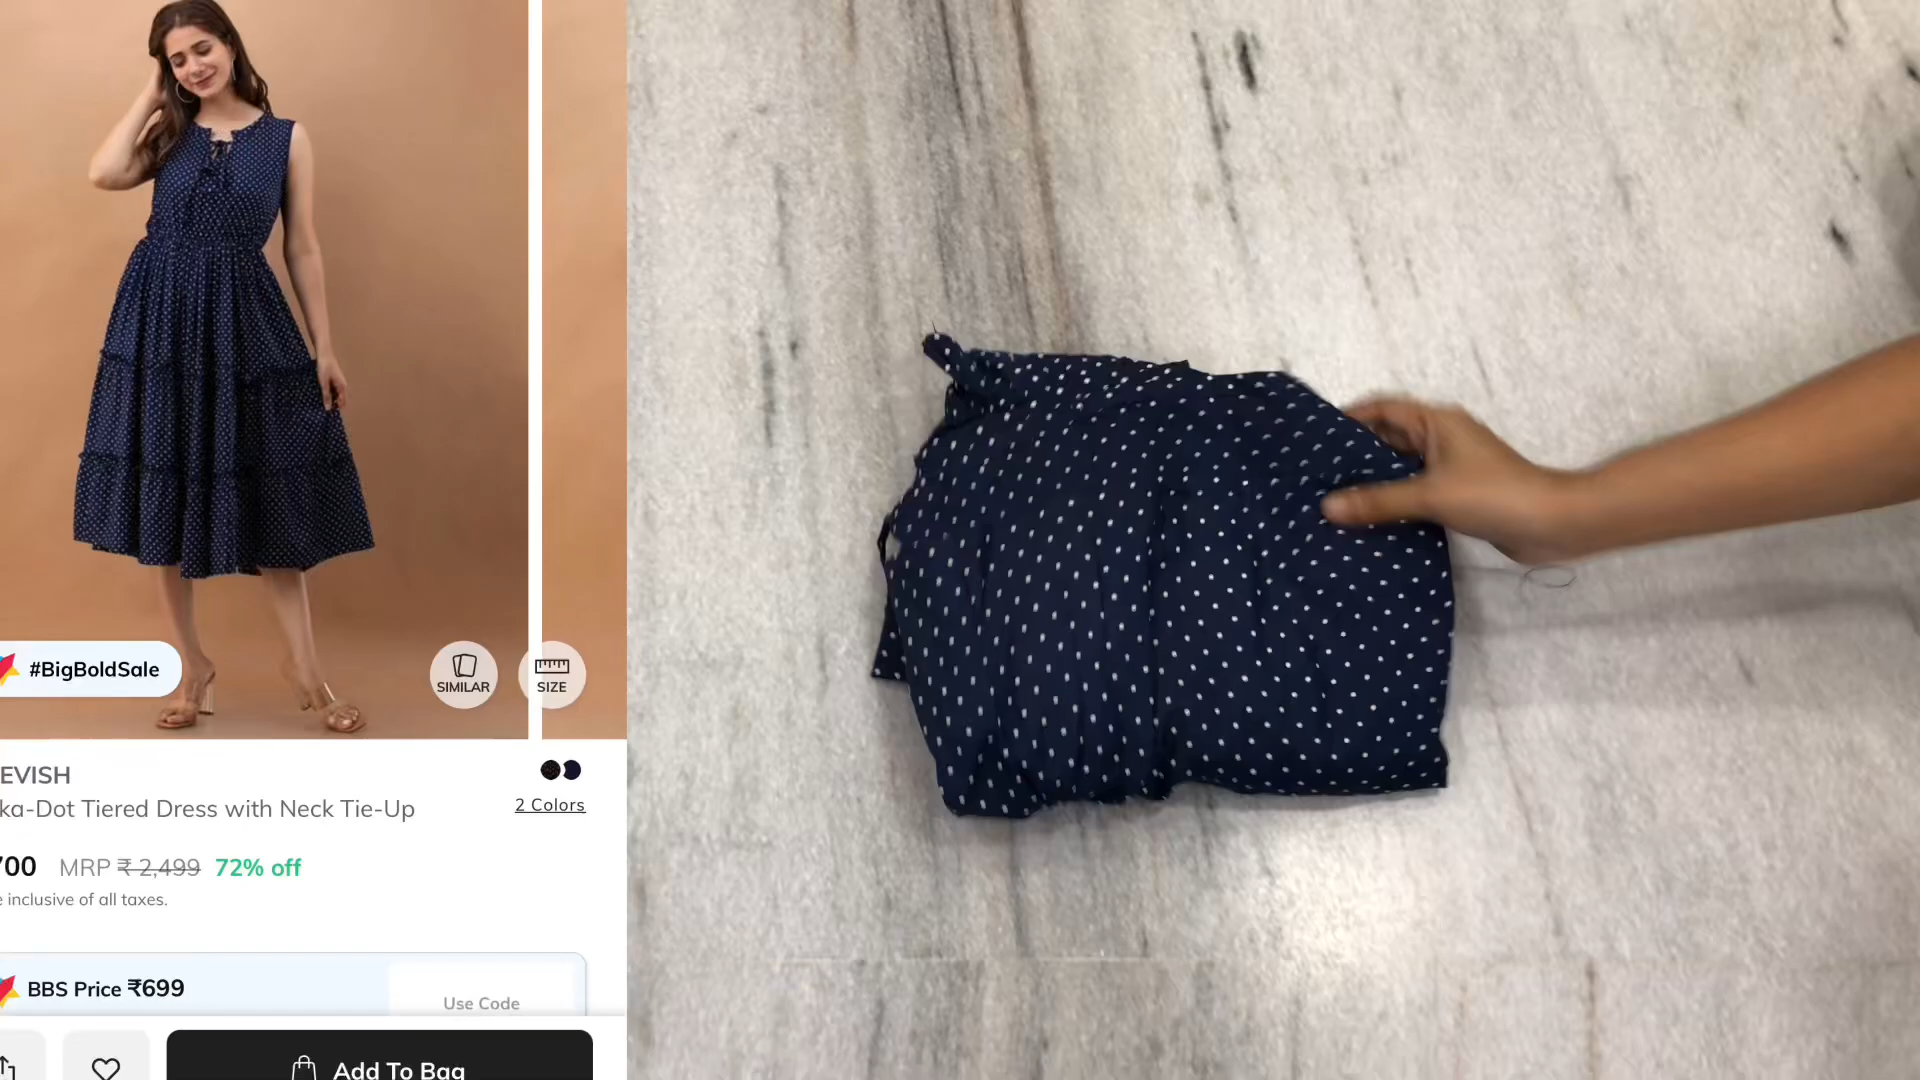 #BigBoldSale
SIMILAR
SIZE
EVISH
ka-Dot Tiered Dress with Neck Tie-Up
2 Colors
700 MRP ₹ 2,499 72% off
e inclusive of all taxes.
BBS Price ₹699
Use Code
Add To Bag